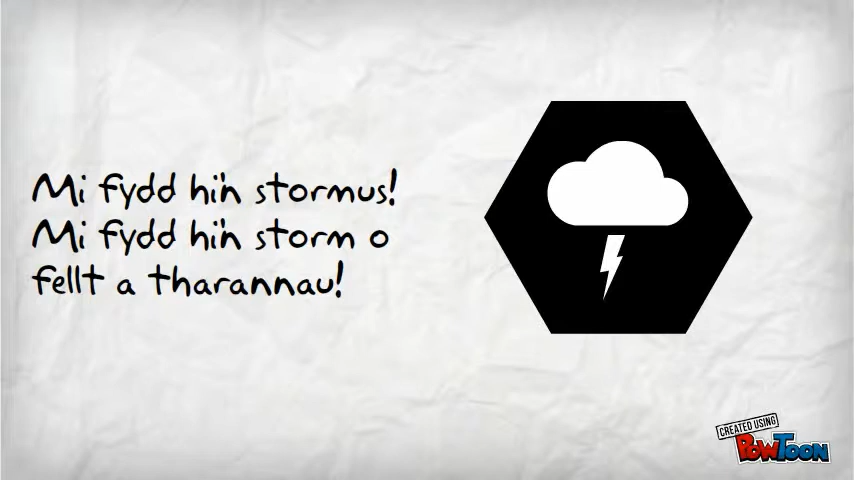 Mi fydd hi'n stormus!
Mi fydd hi'n storm o
fellt a tharannau!
CREATED USING
POWTOON